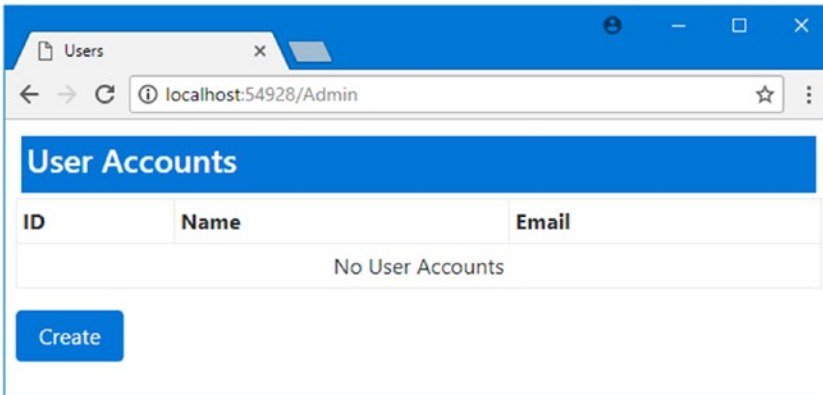 Users
localhost:54928/Admin
User Accounts
ID Name Email
No User Accounts
Create